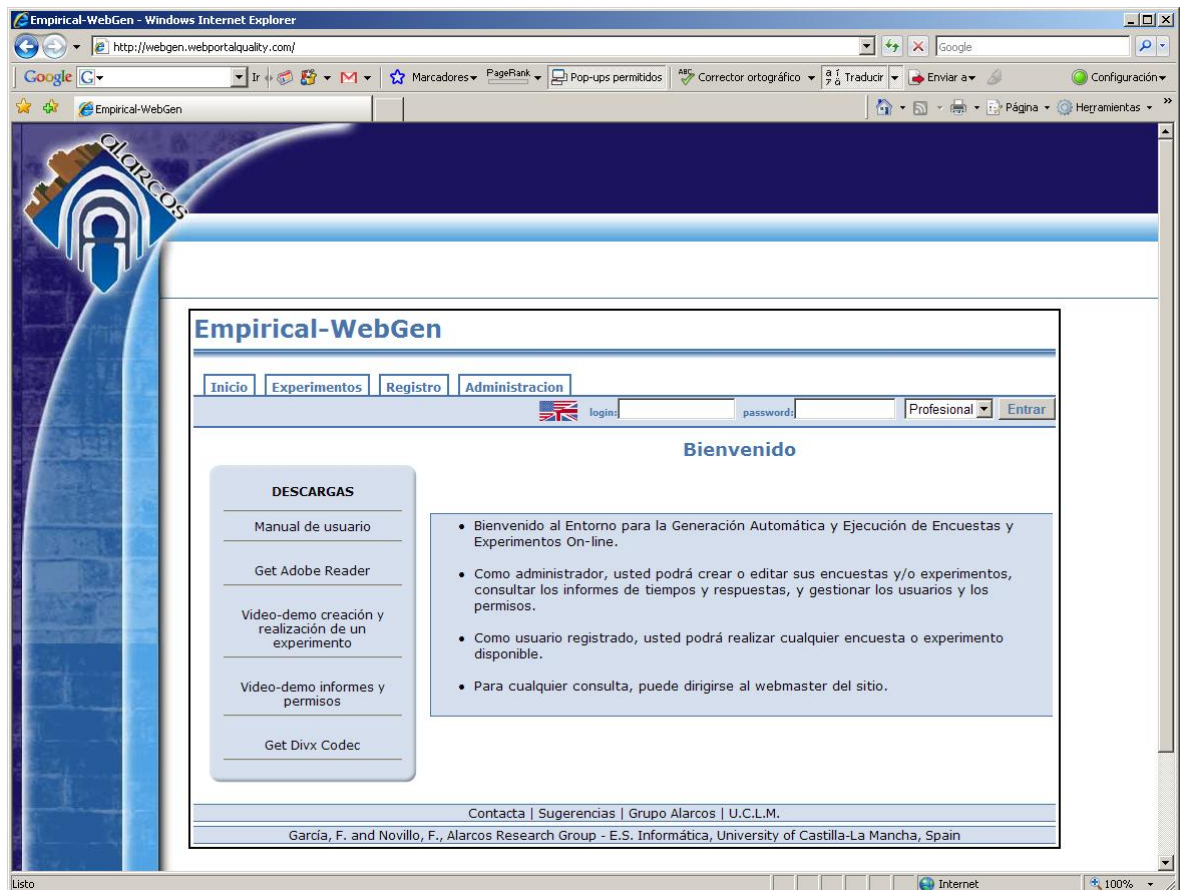 Empirical-WebGen - Windows Internet Explorer
http://webgen.webportalquality.com/
Google
Google G Ir Marcadores PageRank Pop-ups permitidos ABC Corrector ortográfico Traducir Enviar a Configuración
Empirical-WebGen Página Herramientas »
alarcos
Empirical-WebGen
Inicio Experimentos Registro Administracion
login: password: Profesional Entrar
Bienvenido
DESCARGAS
Manual de usuario
Get Adobe Reader
Video-demo creación y
realización de un
experimento
Video-demo informes y
permisos
Get Divx Codec
• Bienvenido al Entorno para la Generación Automática y Ejecución de Encuestas y
Experimentos On-line.
• Como administrador, usted podrá crear o editar sus encuestas y/o experimentos,
consultar los informes de tiempos y respuestas, y gestionar los usuarios y los
permisos.
• Como usuario registrado, usted podrá realizar cualquier encuesta o experimento
disponible.
• Para cualquier consulta, puede dirigirse al webmaster del sitio.
Contacta | Sugerencias | Grupo Alarcos | U.C.L.M.
García, F. and Novillo, F., Alarcos Research Group - E.S. Informática, University of Castilla-La Mancha, Spain
Listo Internet 100%